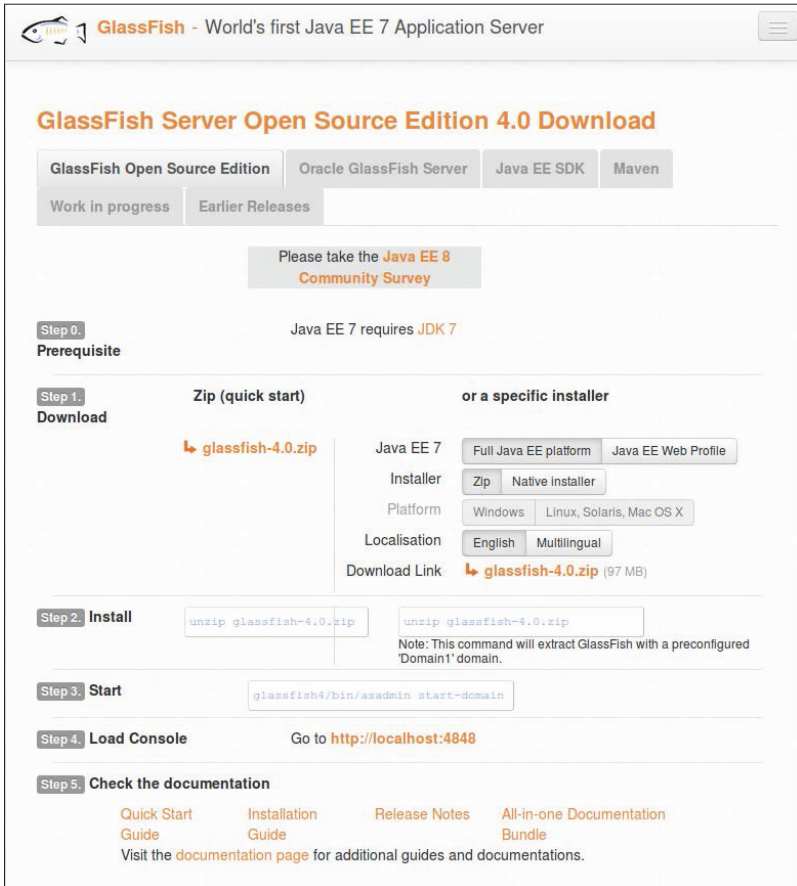 GlassFish - World's first Java EE 7 Application Server
GlassFish Server Open Source Edition 4.0 Download
GlassFish Open Source Edition
Oracle GlassFish Server
Java EE SDK
Maven
Work in progress
Earlier Releases
Please take the Java EE 8
Community Survey
Step 0.
Prerequisite
Java EE 7 requires JDK 7
Step 1.
Download
Zip (quick start)
or a specific installer
glassfish-4.0.zip
Java EE 7
Full Java EE platform
Java EE Web Profile
Installer
Zip
Native installer
Platform
Windows
Linux, Solaris, Mac OS X
Localisation
English
Multilingual
Download Link
glassfish-4.0.zip (97 MB)
Step 2. Install
unzip glassfish-4.0.zip
unzip glassfish-4.0.zip
Note: This command will extract GlassFish with a preconfigured
'Domain1' domain.
Step 3. Start
glassfish4/bin/asadmin start-domain
Step 4. Load Console
Go to http://localhost:4848
Step 5. Check the documentation
Quick Start
Guide
Installation
Guide
Release Notes
All-in-one Documentation
Bundle
Visit the documentation page for additional guides and documentations.